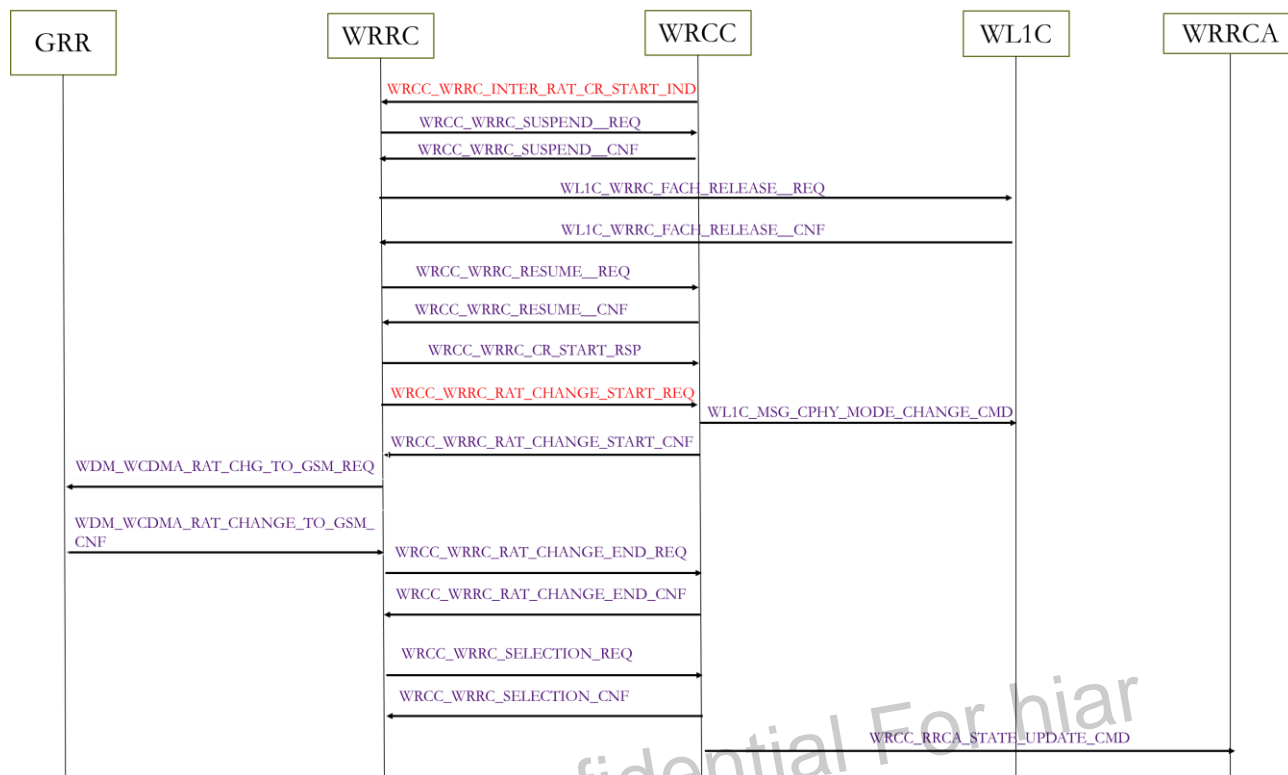 GRR
WRRC
WRCC
WL1C
WRRCA
WRCC_WRRC_INTER_RAT_CR_START_IND
WRCC_WRRC_SUSPEND__REQ
WRCC_WRRC_SUSPEND__CNF
WL1C_WRRC_FACH_RELEASE__REQ
WL1C_WRRC_FACH_RELEASE__CNF
WRCC_WRRC_RESUME__REQ
WRCC_WRRC_RESUME__CNF
WRCC_WRRC_CR_START_RSP
WRCC_WRRC_RAT_CHANGE_START_REQ
WL1C_MSG_CPHY_MODE_CHANGE_CMD
WRCC_WRRC_RAT_CHANGE_START_CNF
WDM_WCDMA_RAT_CHG_TO_GSM_REQ
WDM_WCDMA_RAT_CHANGE_TO_GSM_
CNF
WRCC_WRRC_RAT_CHANGE_END_REQ
WRCC_WRRC_RAT_CHANGE_END_CNF
WRCC_WRRC_SELECTION_REQ
WRCC_WRRC_SELECTION_CNF
WRCC_RRCA_STATE_UPDATE_CMD
For hiar